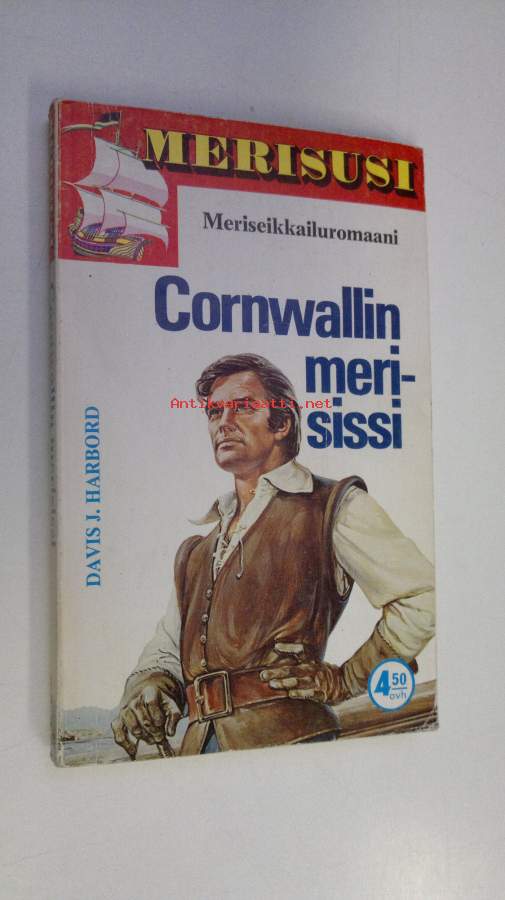 MERISUSI
Meriseikkailuromaani
Cornwallin
meri-
sissi
Antikvariaatti.net
DAVIS J. HARBORD
4 50
ovh